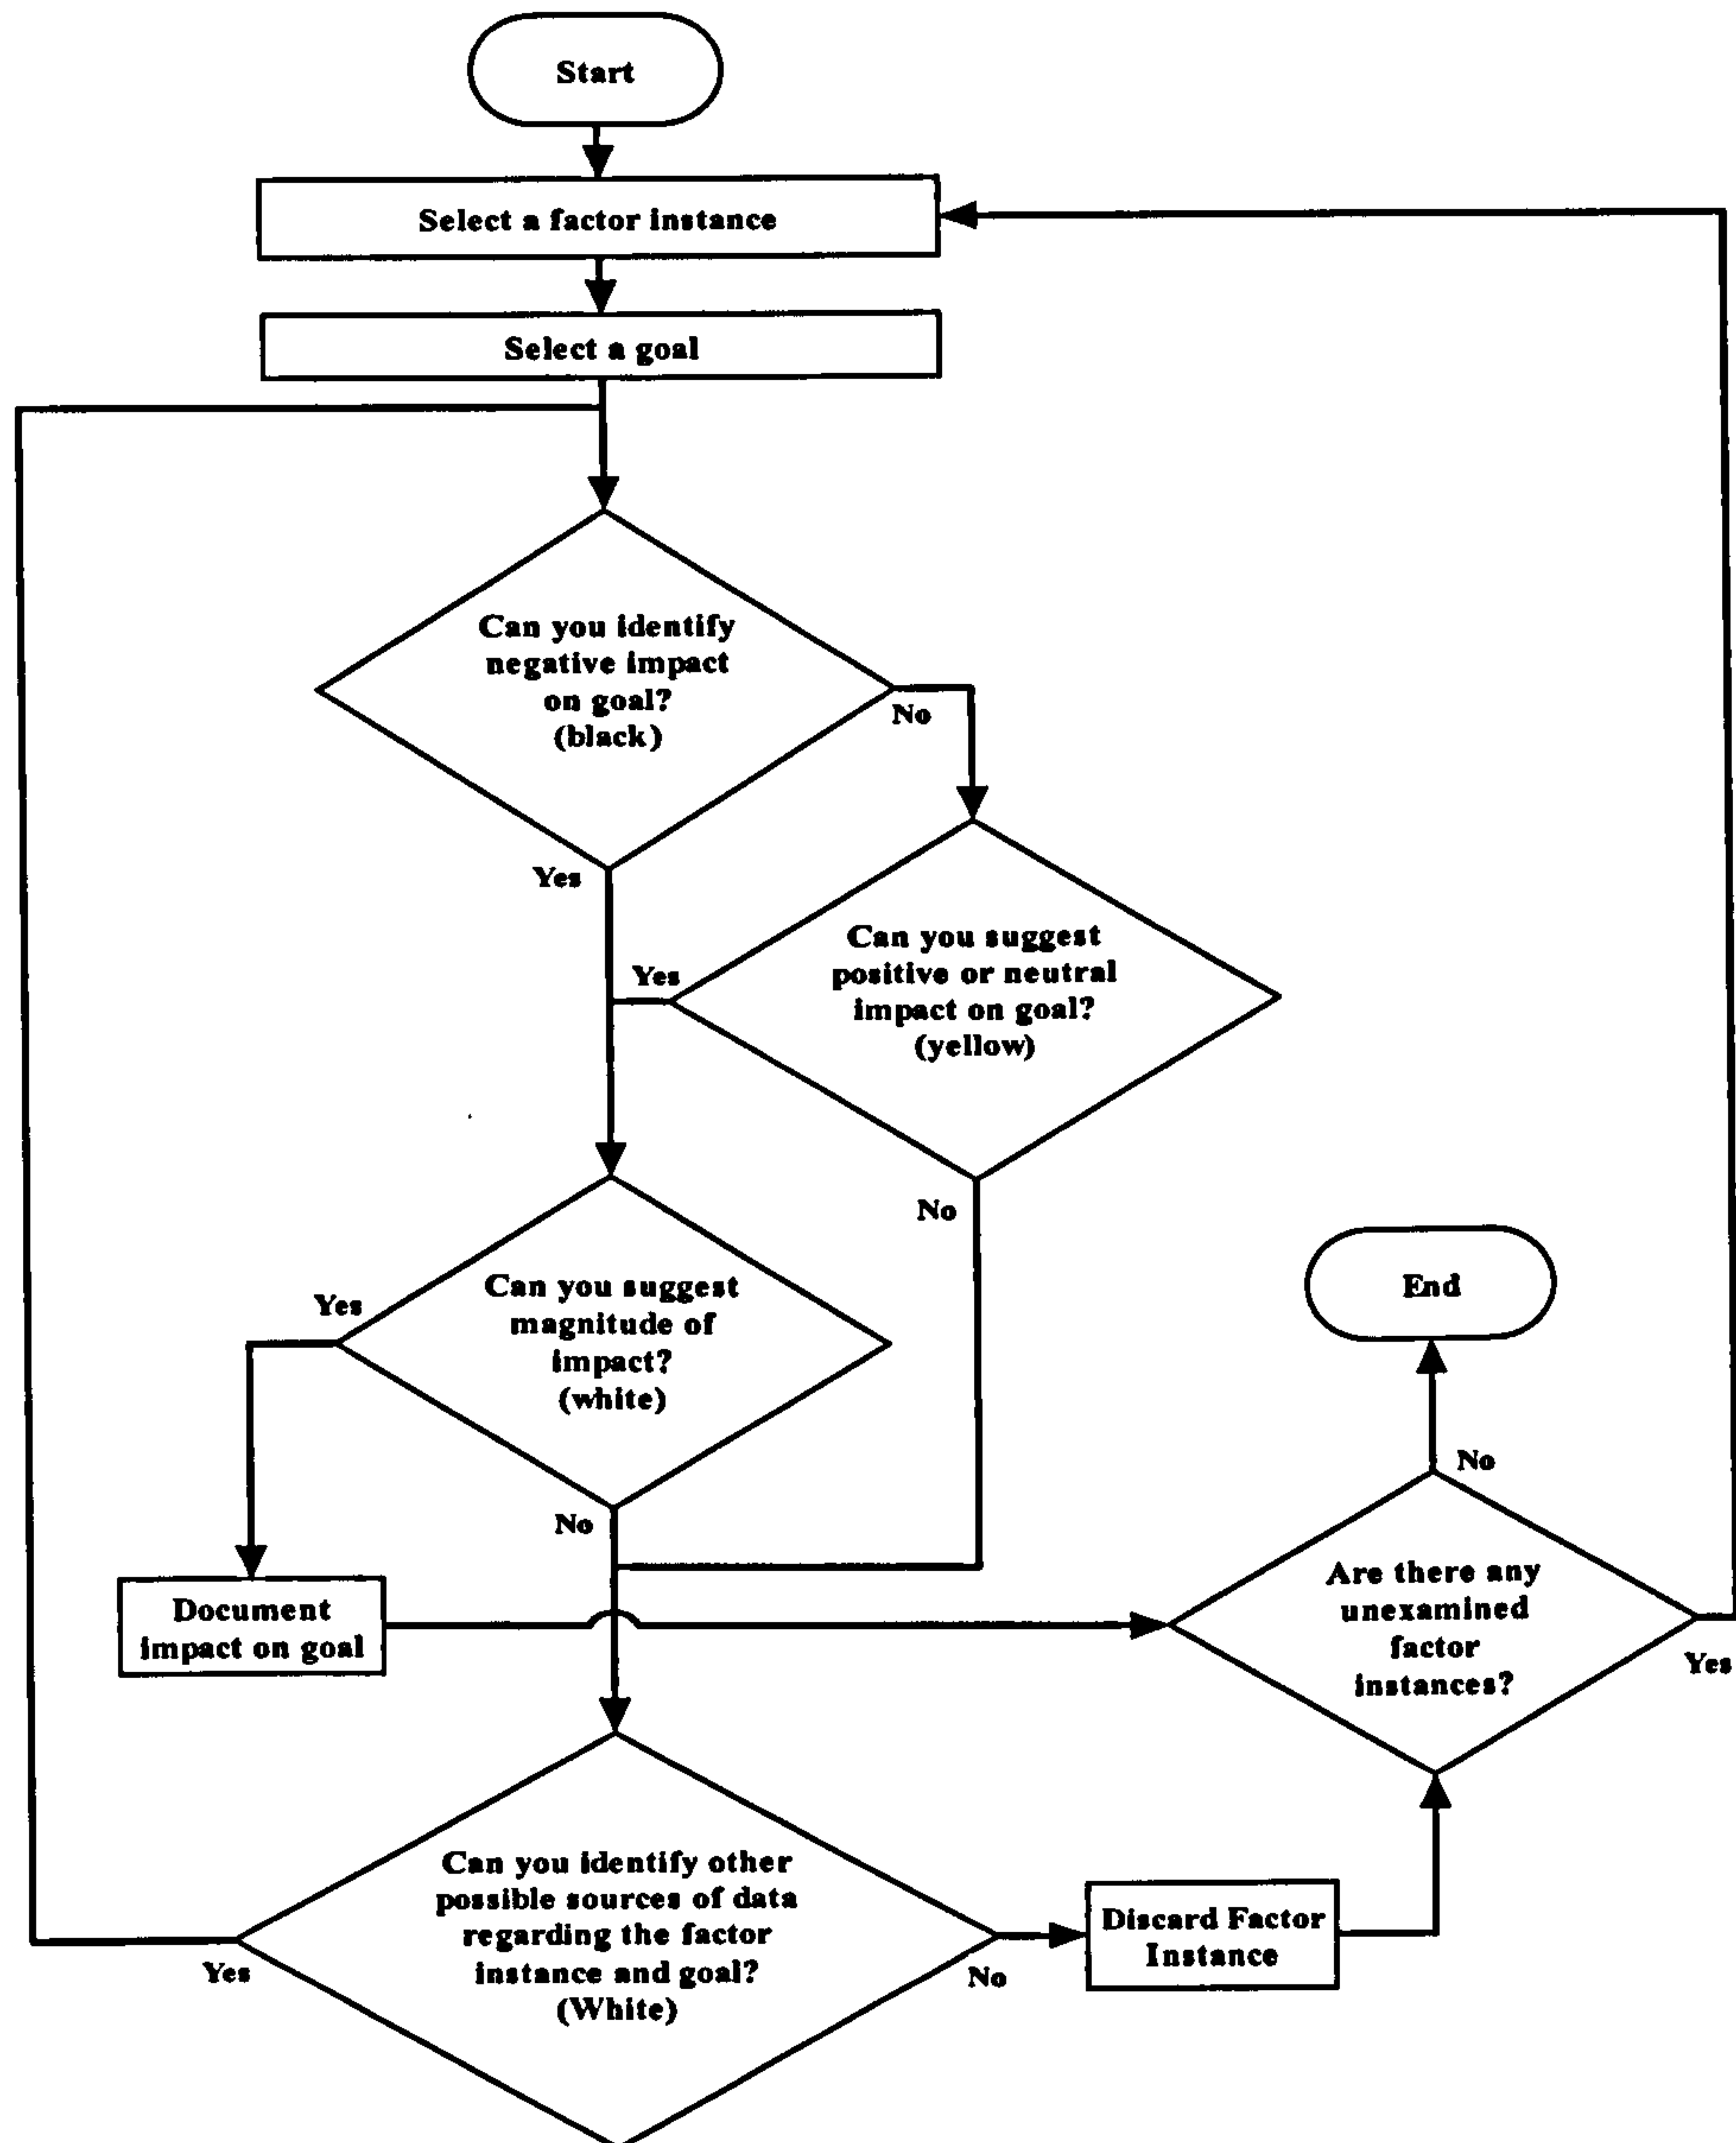 Start
Select a factor instance
Select a goal
Can you identify
negative impact
on goal?
(black)
No
Yes
Can you suggest
positive or neutral
impact on goal?
(yellow)
Yes
No
Can you suggest
magnitude of
impact?
(white)
Yes
No
End
No
Document
impact on goal
Are there any
unexamined
factor
instances?
Yes
Can you identify other
possible sources of data
regarding the factor
instance and goal?
(White)
Yes
No
Discard Factor
Instance